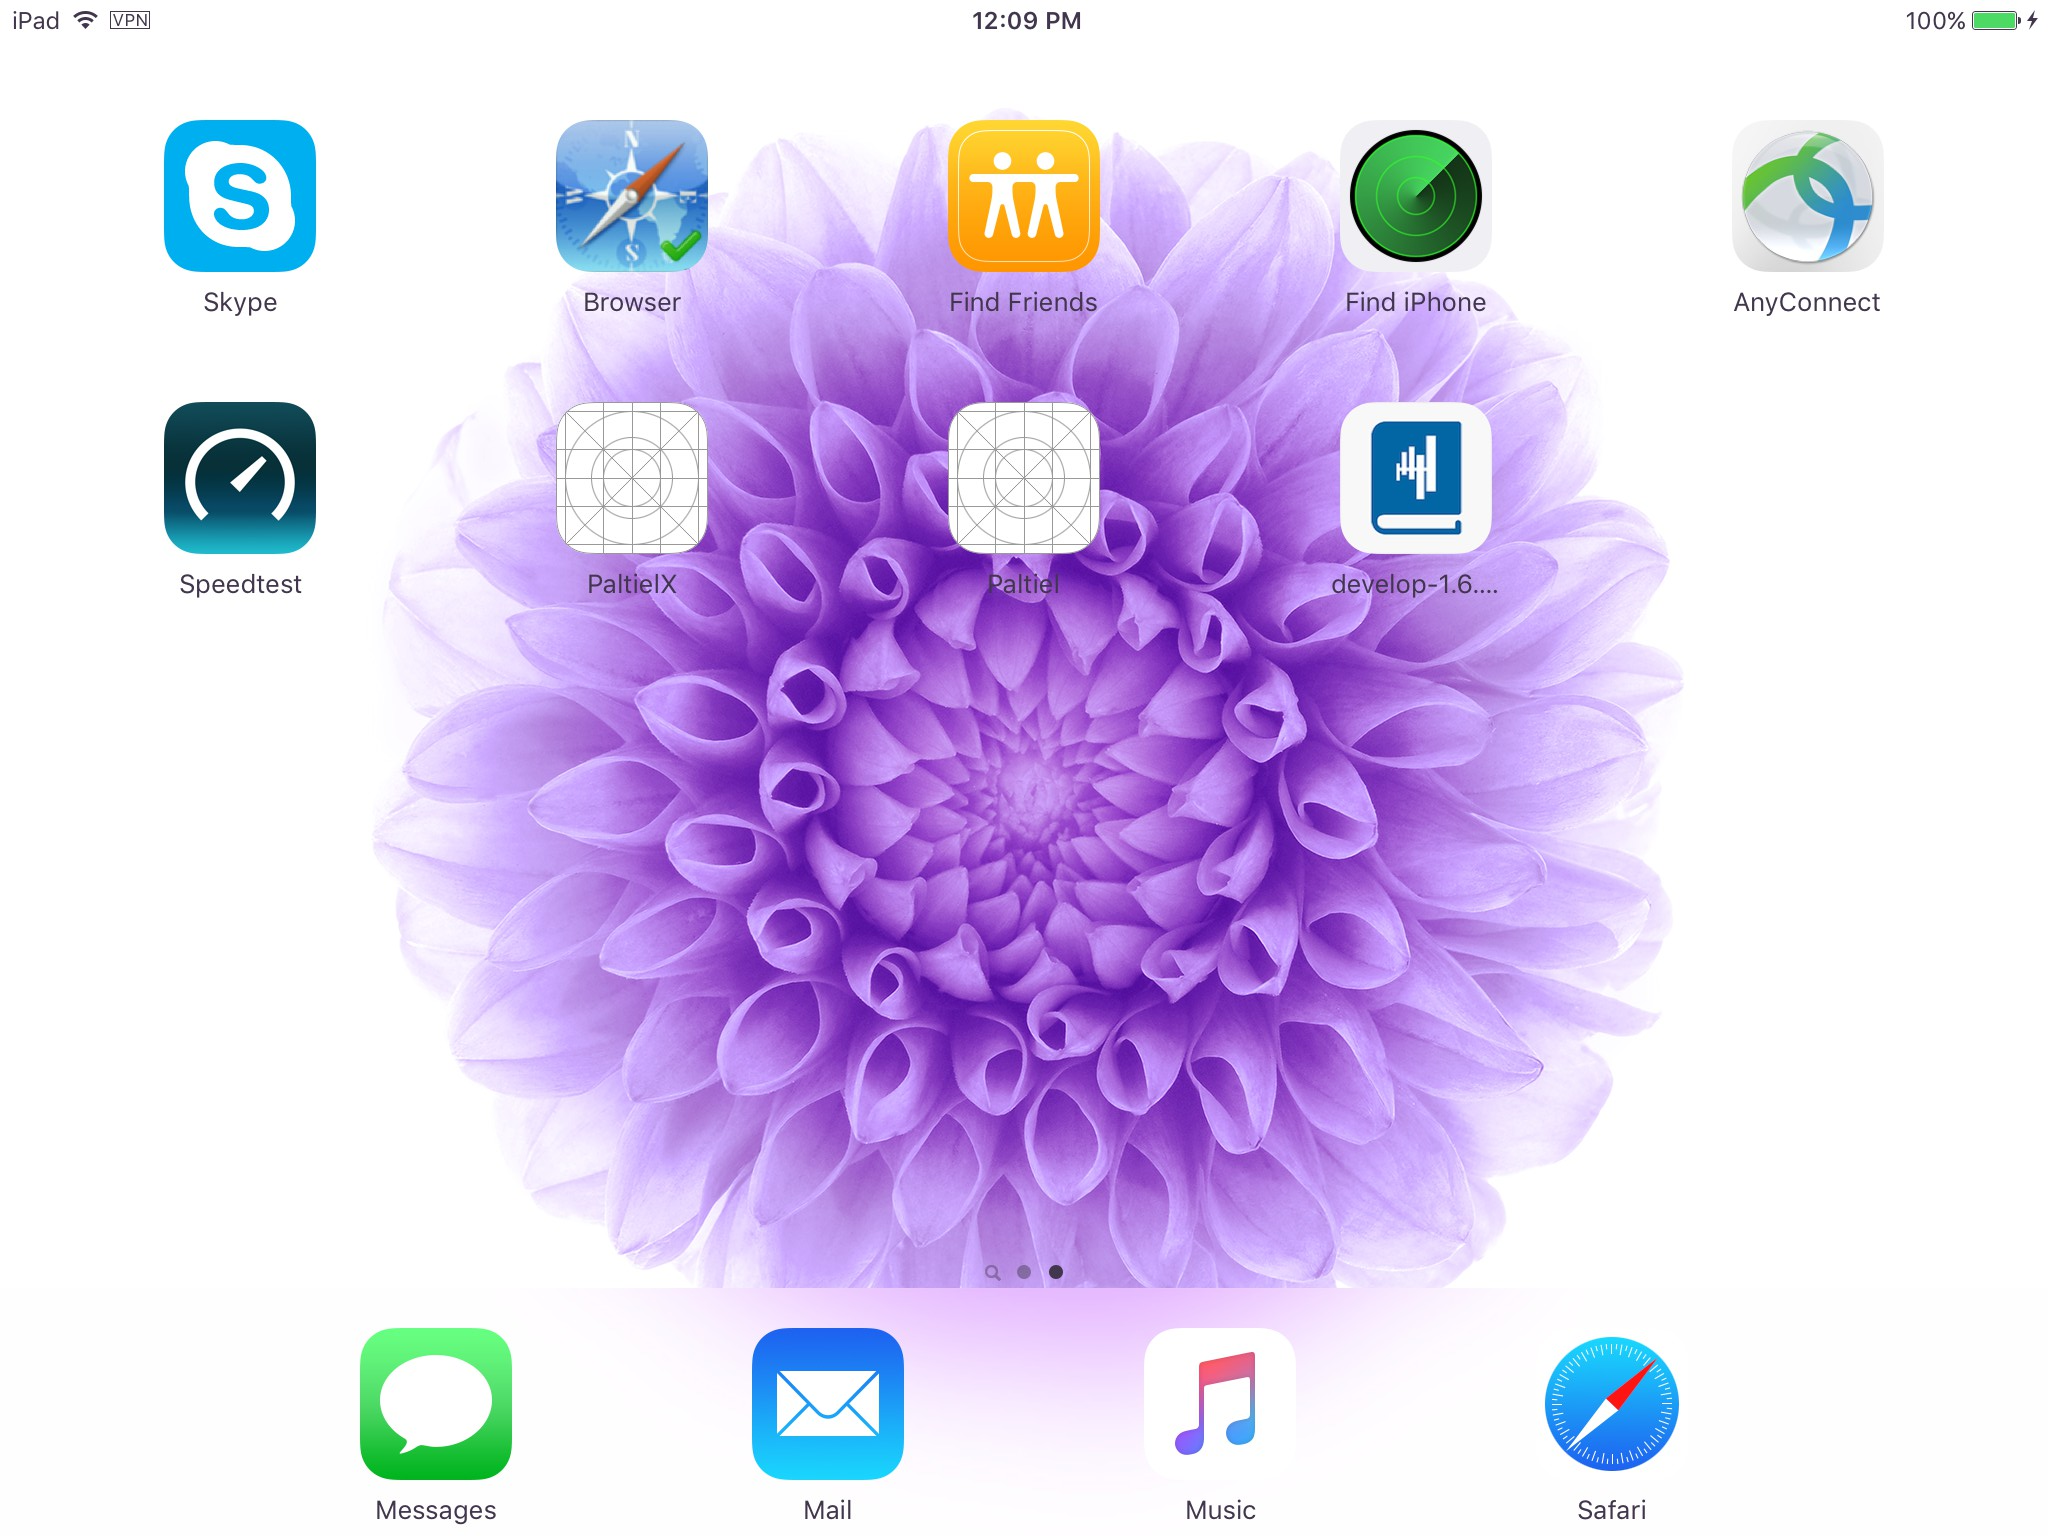 iPad VPN 12:09 PM 100%
Skype Browser Find Friends Find iPhone AnyConnect
Speedtest PaltielX Paltiel develop-1.6....
Messages Mail Music Safari